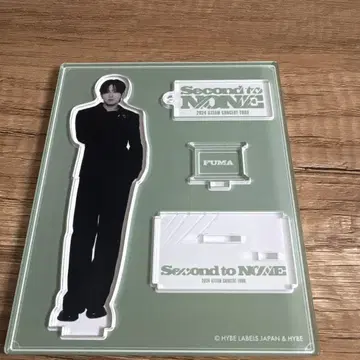 Second to
NONE
2024 &TEAM CONCERT TOUR
FUMA
Second to NONE
2024 &TEAM CONCERT TOUR
© HYBE LABELS JAPAN & HYBE